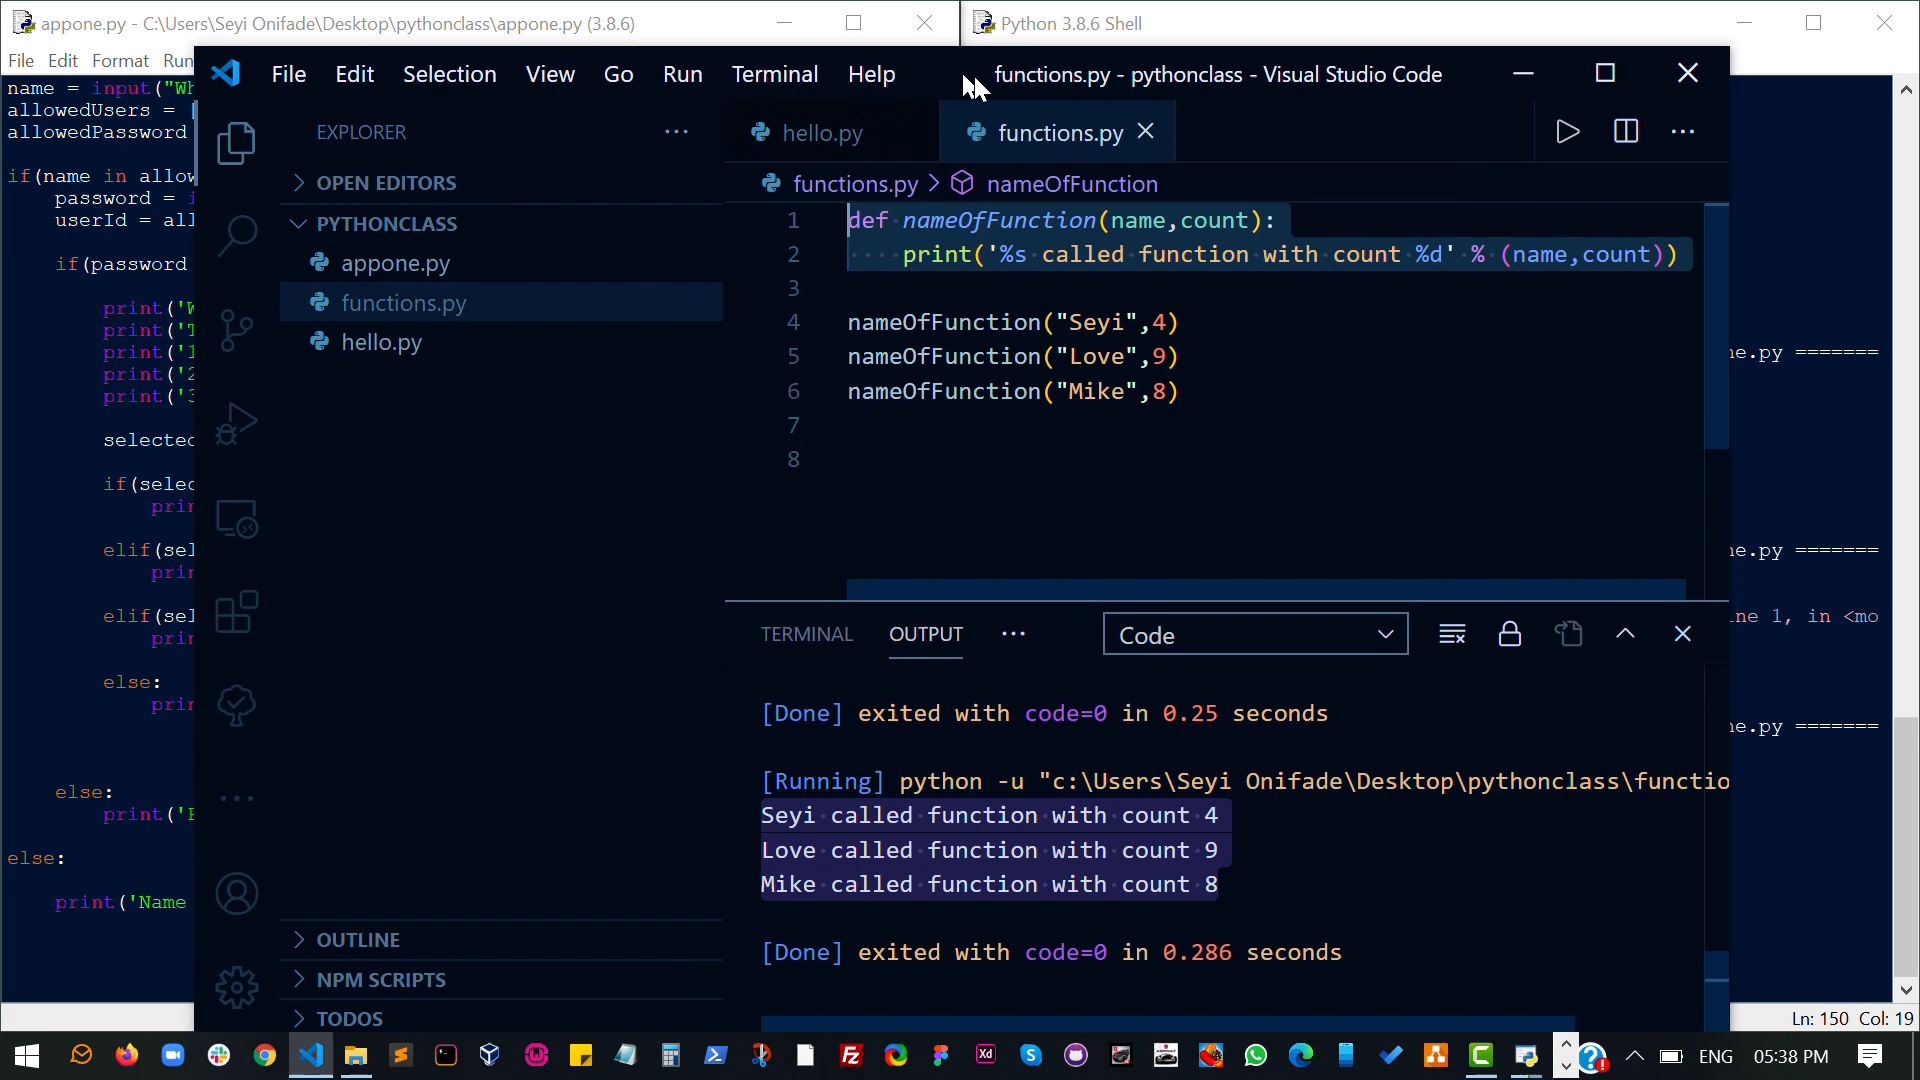 appone.py - C:\Users\Seyi Onifade\Desktop\pythonclass\appone.py (3.8.6)
Python 3.8.6 Shell
File Edit Format Run
name = input("Wh
allowedUsers = [
allowedPassword
if(name in allow
password = i
userId = all
if(password
print('W
print('T
print('1
print('2
print('3
selected
if(selec
prin
elif(sel
prin
elif(sel
prin
else:
prin
else:
print('E
else:
print('Name
File Edit Selection View Go Run Terminal Help
functions.py - pythonclass - Visual Studio Code
EXPLORER
OPEN EDITORS
PYTHONCLASS
appone.py
functions.py
hello.py
OUTLINE
NPM SCRIPTS
TODOS
hello.py
functions.py
functions.py > nameOfFunction
1 def nameOfFunction(name,count):
2 print('%s called function with count %d' % (name,count))
3
4 nameOfFunction("Seyi",4)
5 nameOfFunction("Love",9)
6 nameOfFunction("Mike",8)
7
8
TERMINAL OUTPUT
Code
[Done] exited with code=0 in 0.25 seconds
[Running] python -u "c:\Users\Seyi Onifade\Desktop\pythonclass\functio
Seyi called function with count 4
Love called function with count 9
Mike called function with count 8
[Done] exited with code=0 in 0.286 seconds
ne.py =======
ne.py =======
ine 1, in <mo
ne.py =======
Ln: 150 Col: 19
ENG 05:38 PM